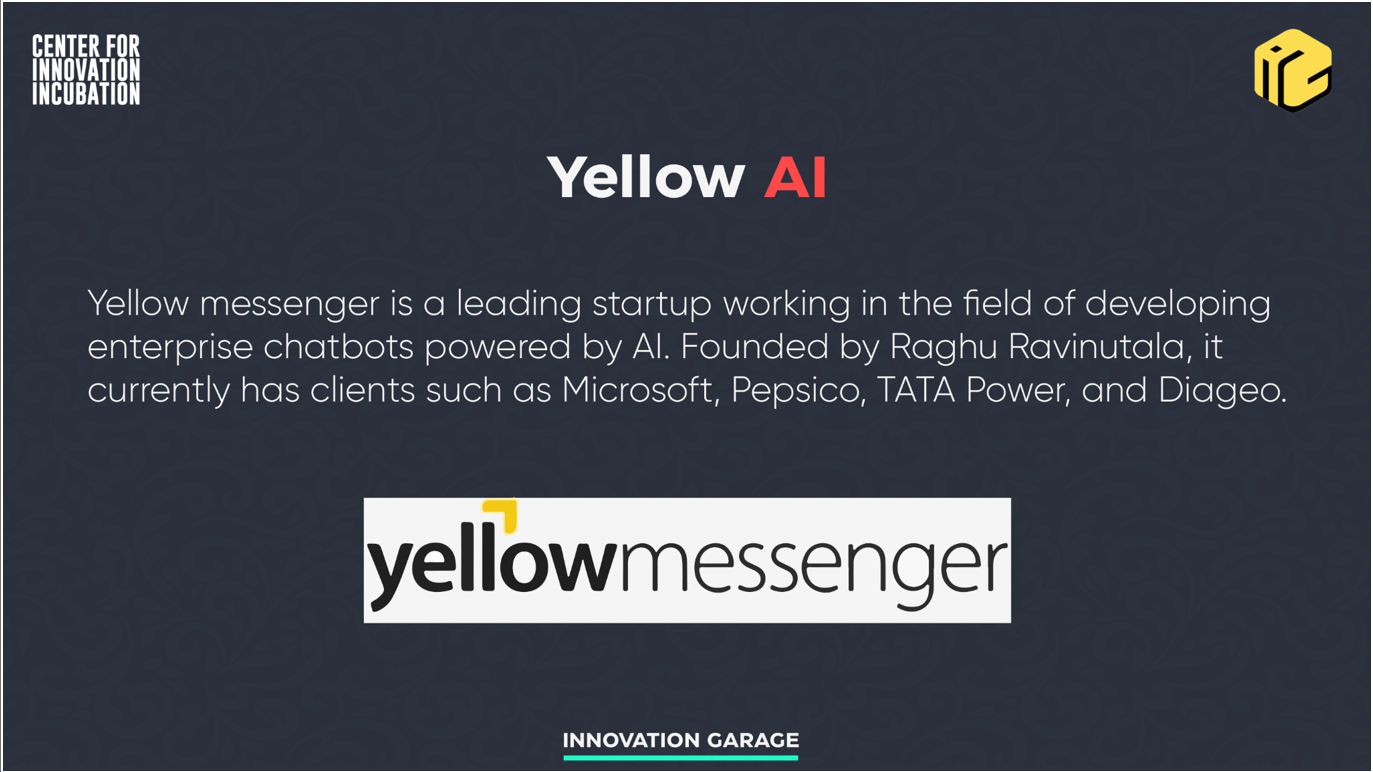 CENTER FOR
INNOVATION
INCUBATION
iG
Yellow AI
Yellow messenger is a leading startup working in the field of developing
enterprise chatbots powered by AI. Founded by Raghu Ravinutala, it
currently has clients such as Microsoft, Pepsico, TATA Power, and Diageo.
yellowmessenger
INNOVATION GARAGE